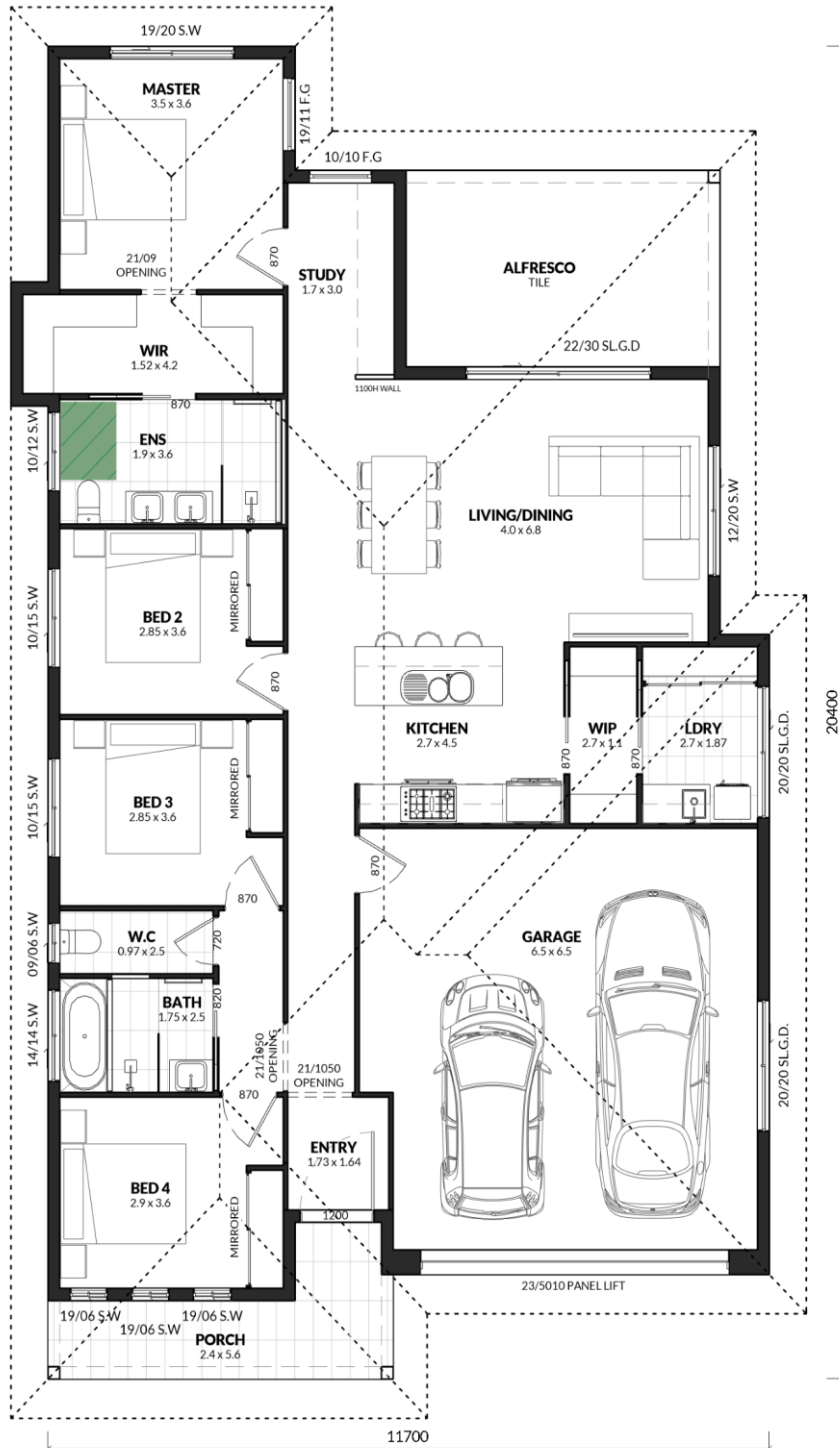 19/20 S.W
MASTER
3.5 x 3.6
19/11 F.G
10/10 F.G
21/09
OPENING
870
STUDY
1.7 x 3.0
ALFRESCO
TILE
WIR
1.52 x 4.2
22/30 SL.G.D
1100H WALL
870
10/12 S.W
ENS
1.9 x 3.6
LIVING/DINING
4.0 x 6.8
12/20 S.W
10/15 S.W
BED 2
2.85 x 3.6
MIRRORED
870
KITCHEN
2.7 x 4.5
WIP
2.7 x 1.1
LDRY
2.7 x 1.87
870
870
20/20 SL.G.D.
20400
10/15 S.W
BED 3
2.85 x 3.6
MIRRORED
870
870
09/06 S.W
W.C
0.97 x 2.5
720
GARAGE
6.5 x 6.5
14/14 S.W
BATH
1.75 x 2.5
820
21/1050
OPENING
21/1050
OPENING
20/20 SL.G.D.
870
ENTRY
1.73 x 1.64
BED 4
2.9 x 3.6
MIRRORED
1200
23/5010 PANEL LIFT
19/06 S.W
19/06 S.W
19/06 S.W
PORCH
2.4 x 5.6
11700